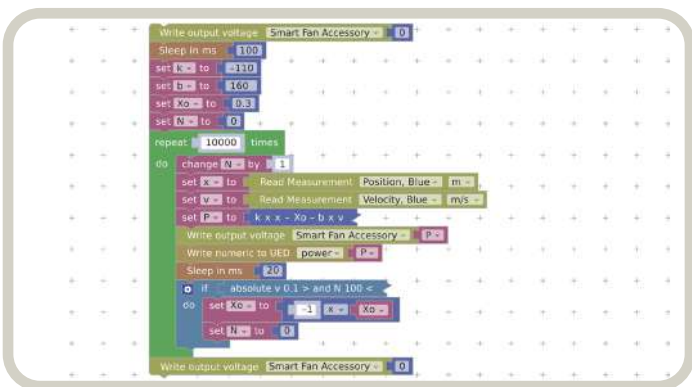 Write output voltage Smart Fan Accessory 0
Sleep in ms 100
set k to -110
set b to 160
set Xo to 0.3
set N to 0
repeat 10000 times
do change N by 1
set x to Read Measurement Position, Blue m
set v to Read Measurement Velocity, Blue m/s
set P to k x x - Xo - b x v
Write output voltage Smart Fan Accessory P
Write numeric to UED power P
Sleep in ms 20
if absolute v 0.1 > and N 100 <
do set Xo to -1 x Xo
set N to 0
Write output voltage Smart Fan Accessory 0